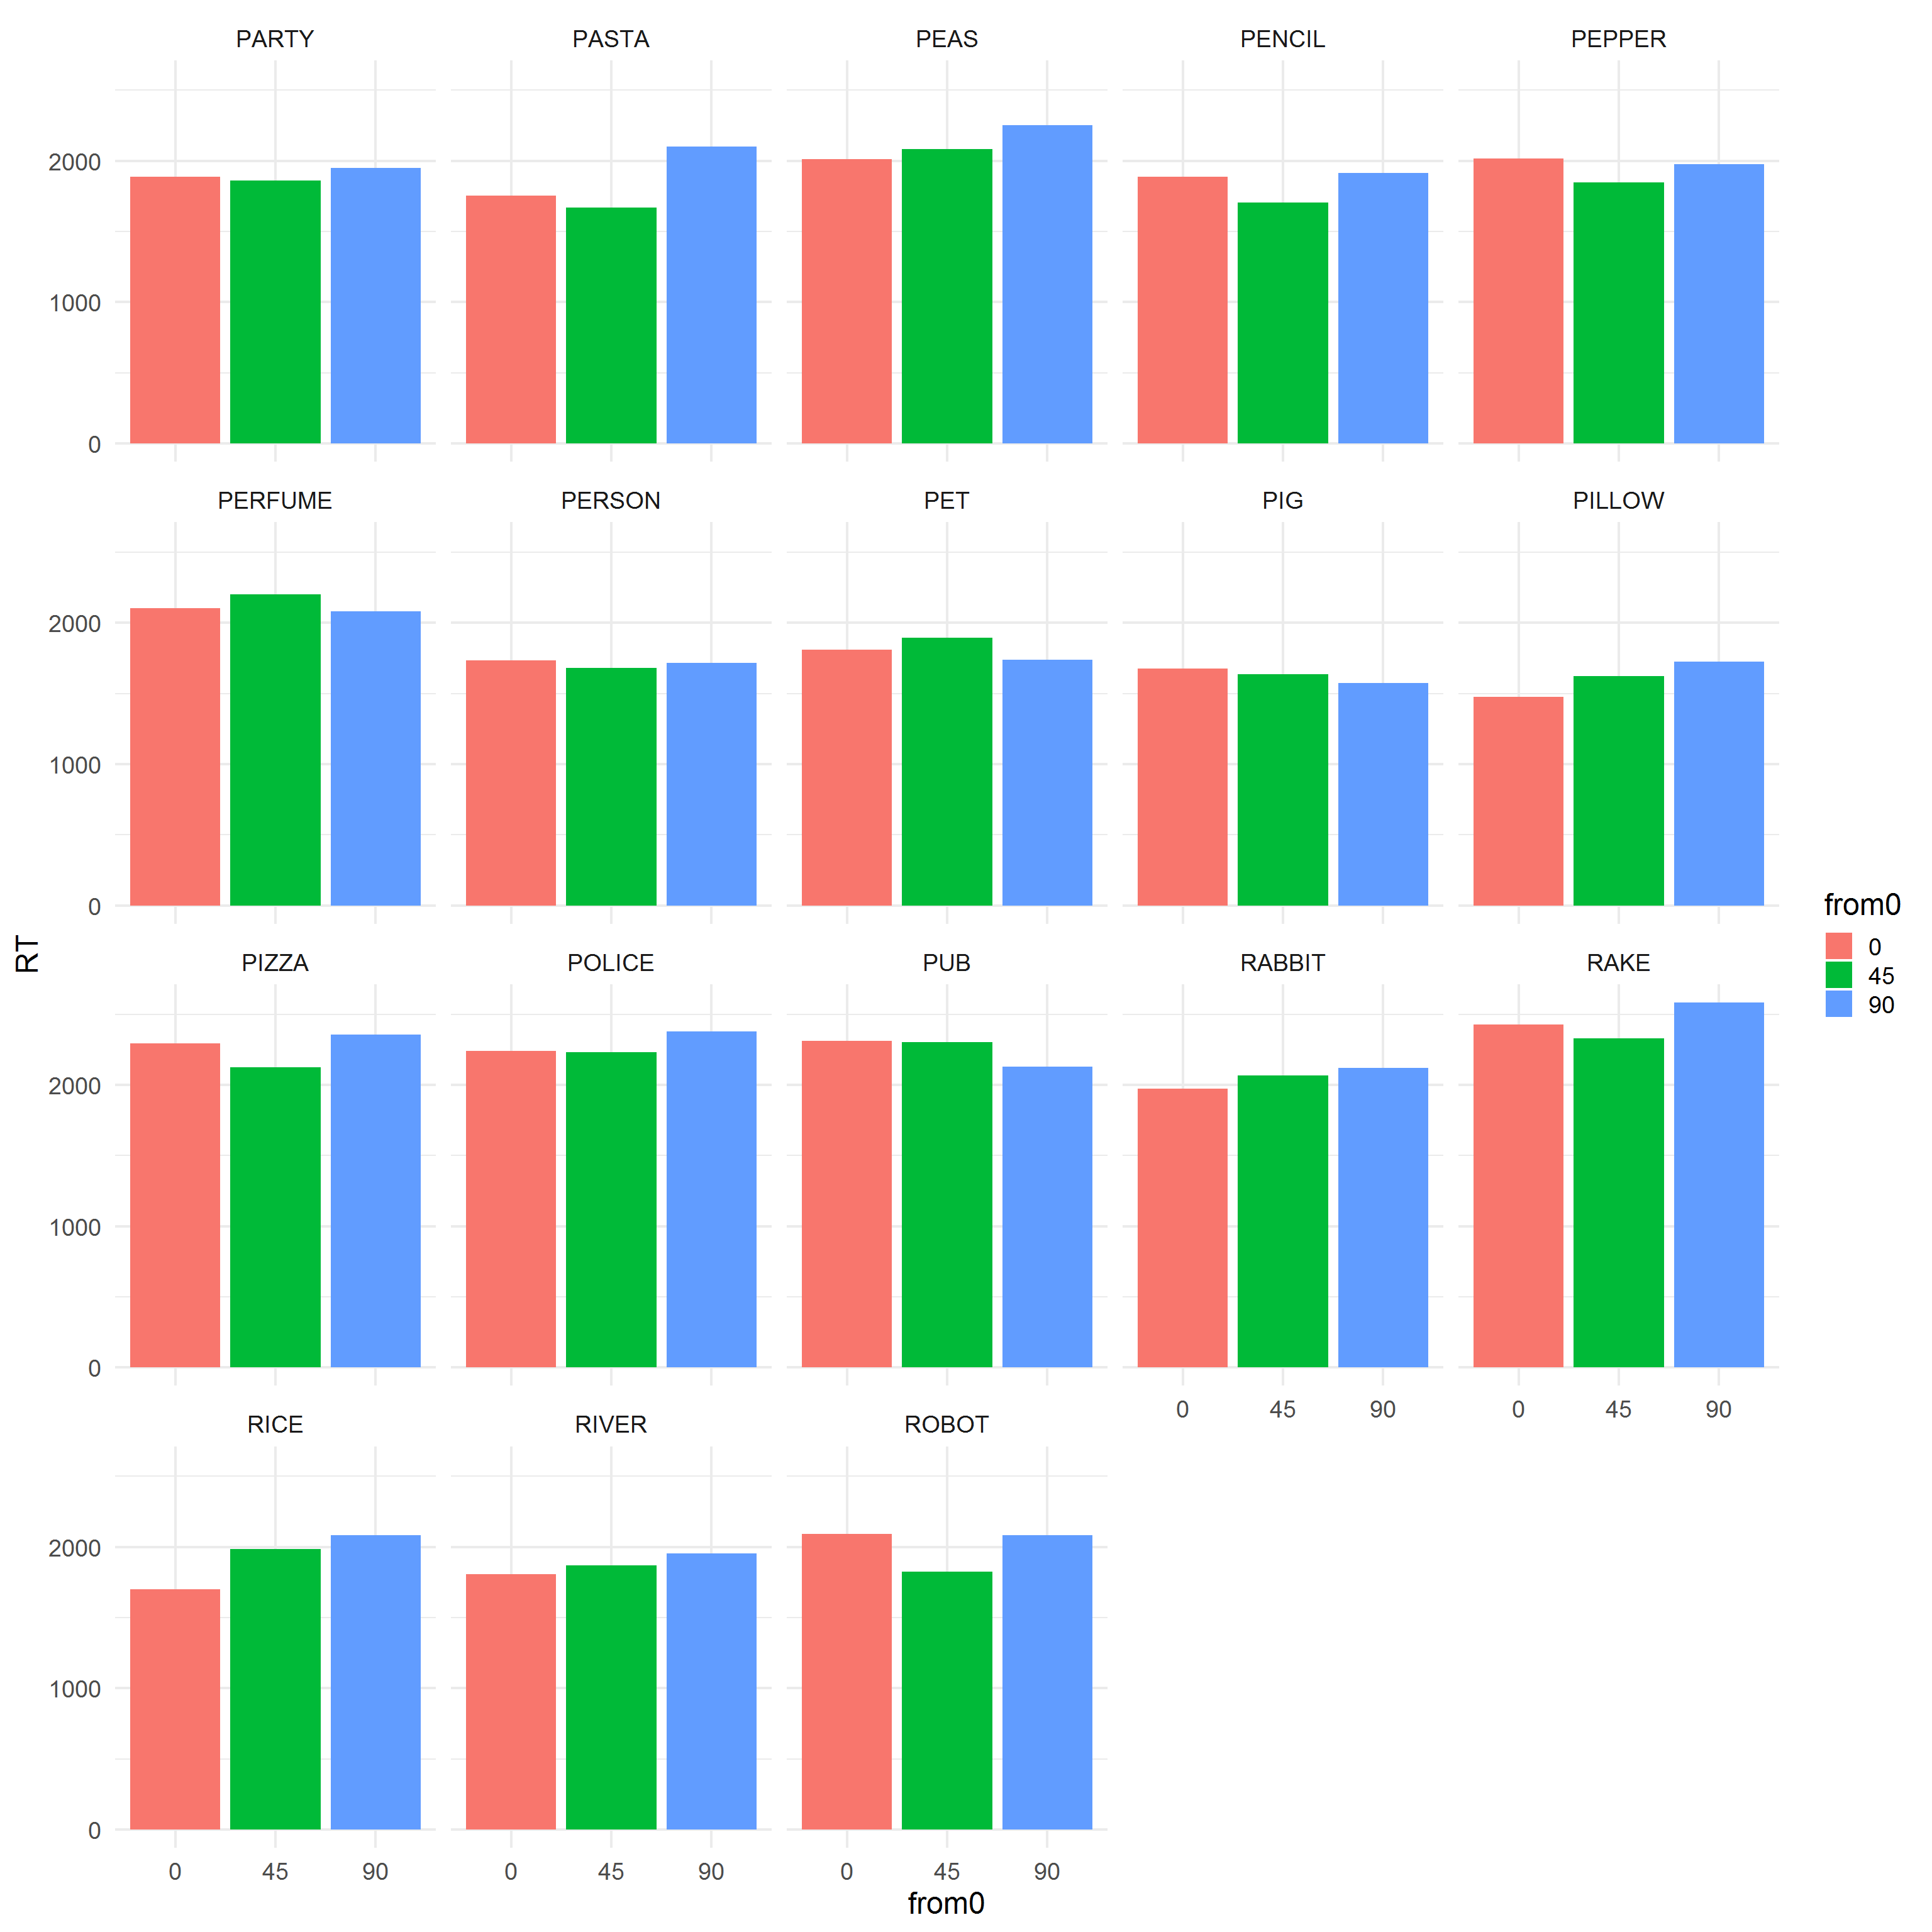 PARTY PASTA PEAS PENCIL PEPPER
2000
1000
0
PERFUME PERSON PET PIG PILLOW
2000
1000
0
RT
PIZZA POLICE PUB RABBIT RAKE
2000
1000
0
0 45 90 0 45 90
RICE RIVER ROBOT
2000
1000
0
0 45 90 0 45 90 0 45 90
from0
from0
0
45
90